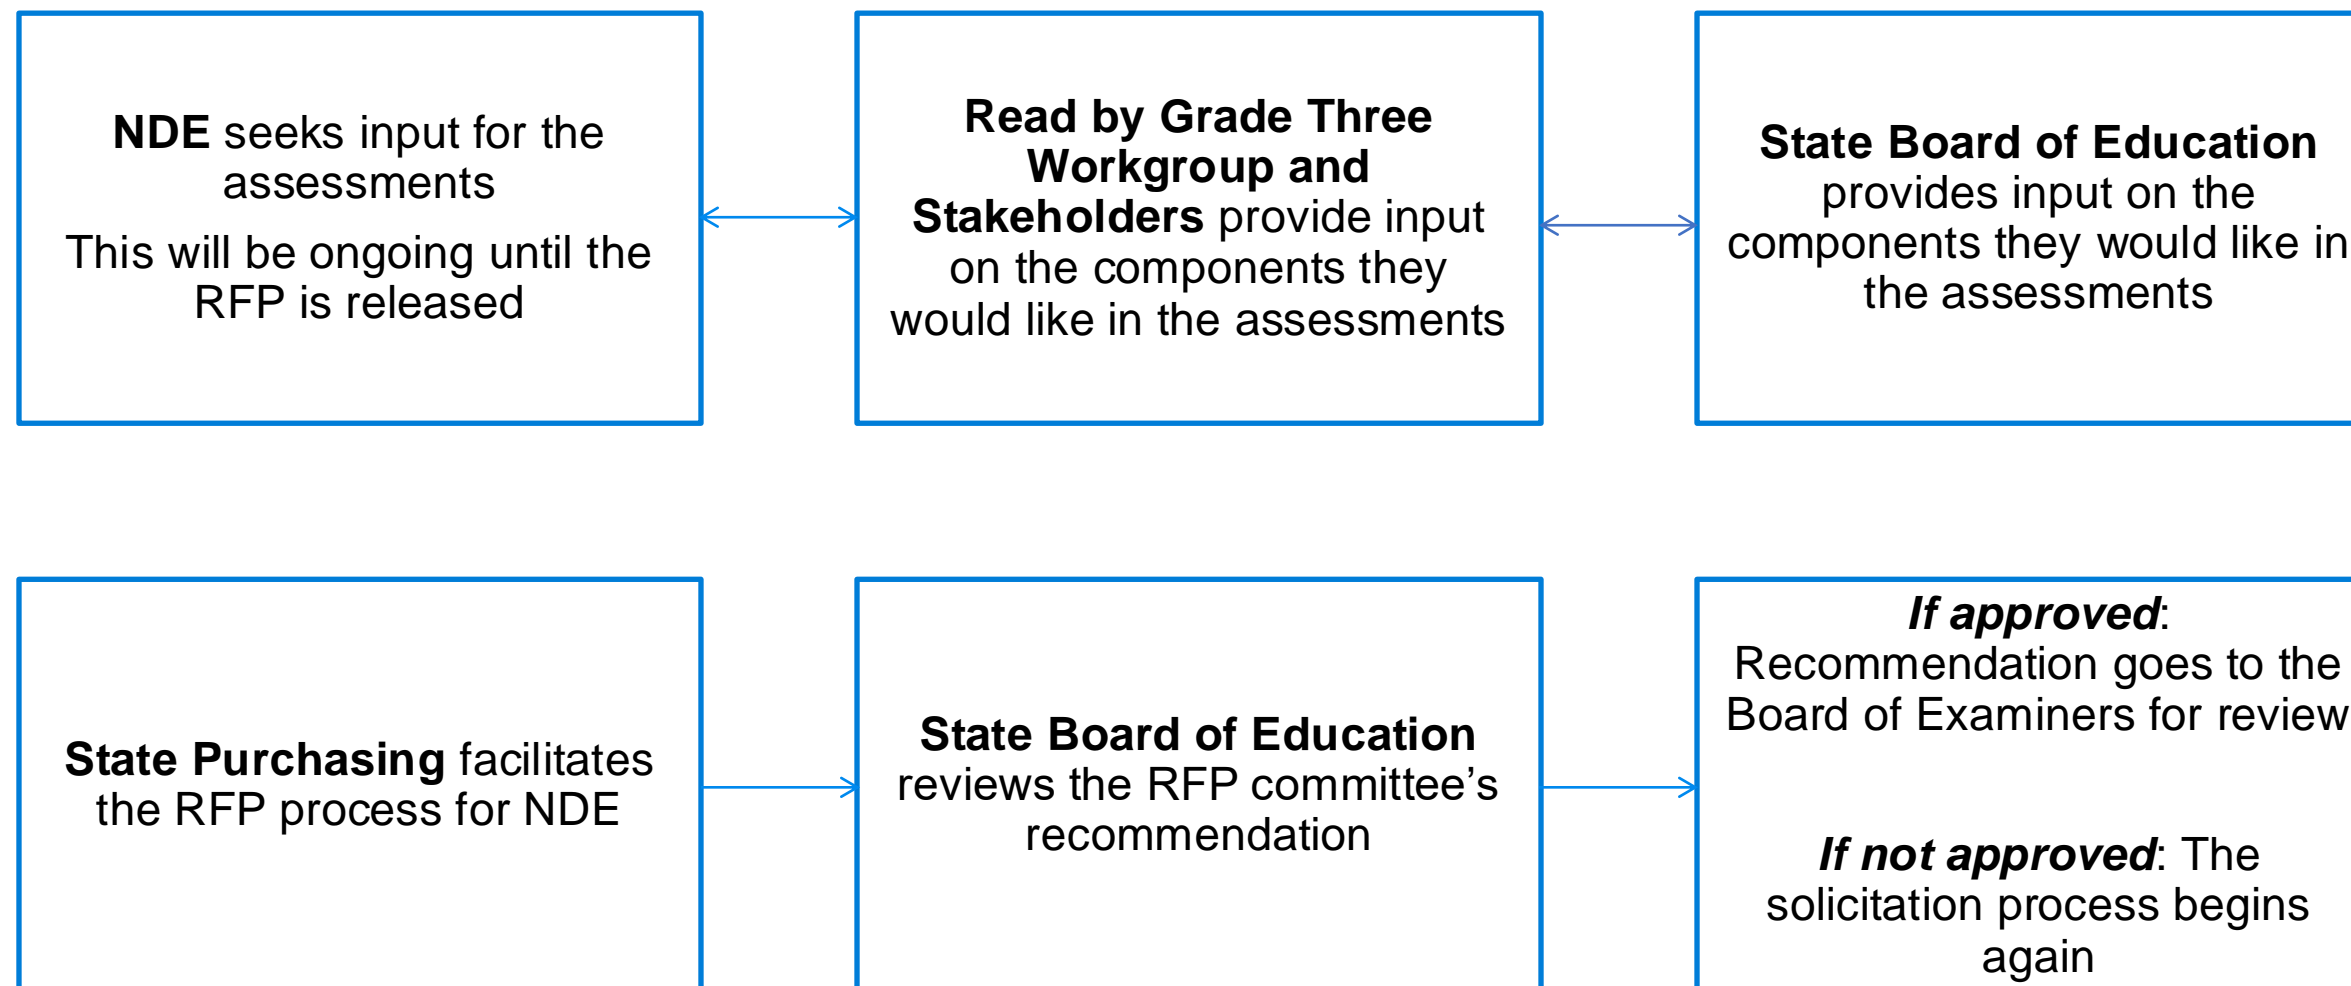 NDE seeks input for the
assessments
This will be ongoing until the
RFP is released
Read by Grade Three
Workgroup and
Stakeholders provide input
on the components they
would like in the assessments
State Board of Education
provides input on the
components they would like in
the assessments
State Purchasing facilitates
the RFP process for NDE
State Board of Education
reviews the RFP committee’s
recommendation
If approved:
Recommendation goes to the
Board of Examiners for review
If not approved: The
solicitation process begins
again